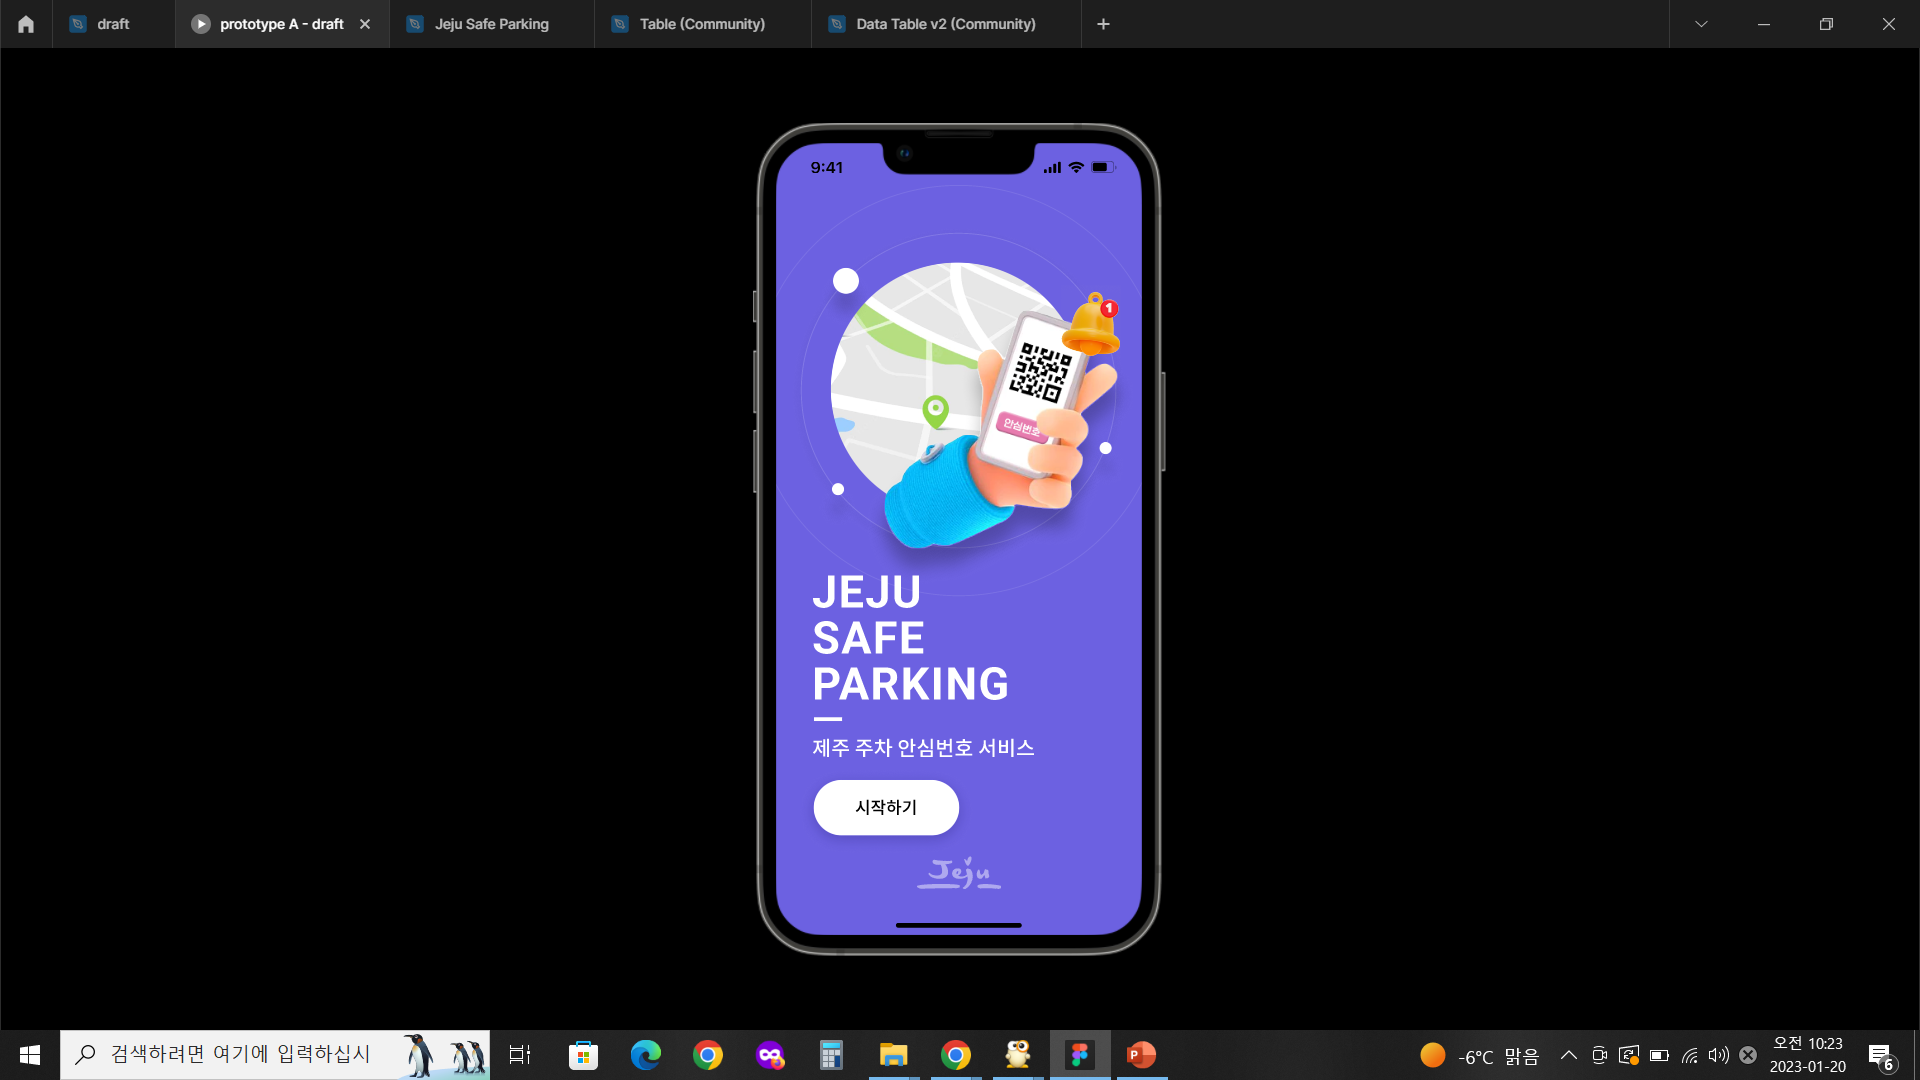 draft
prototype A - draft
Jeju Safe Parking
Table (Community)
Data Table v2 (Community)
9:41
1
안심번호
JEJU
SAFE
PARKING
제주 주차 안심번호 서비스
시작하기
Jeju
검색하려면 여기에 입력하십시
P
-6°C 맑음
오전 10:23
2023-01-20
6